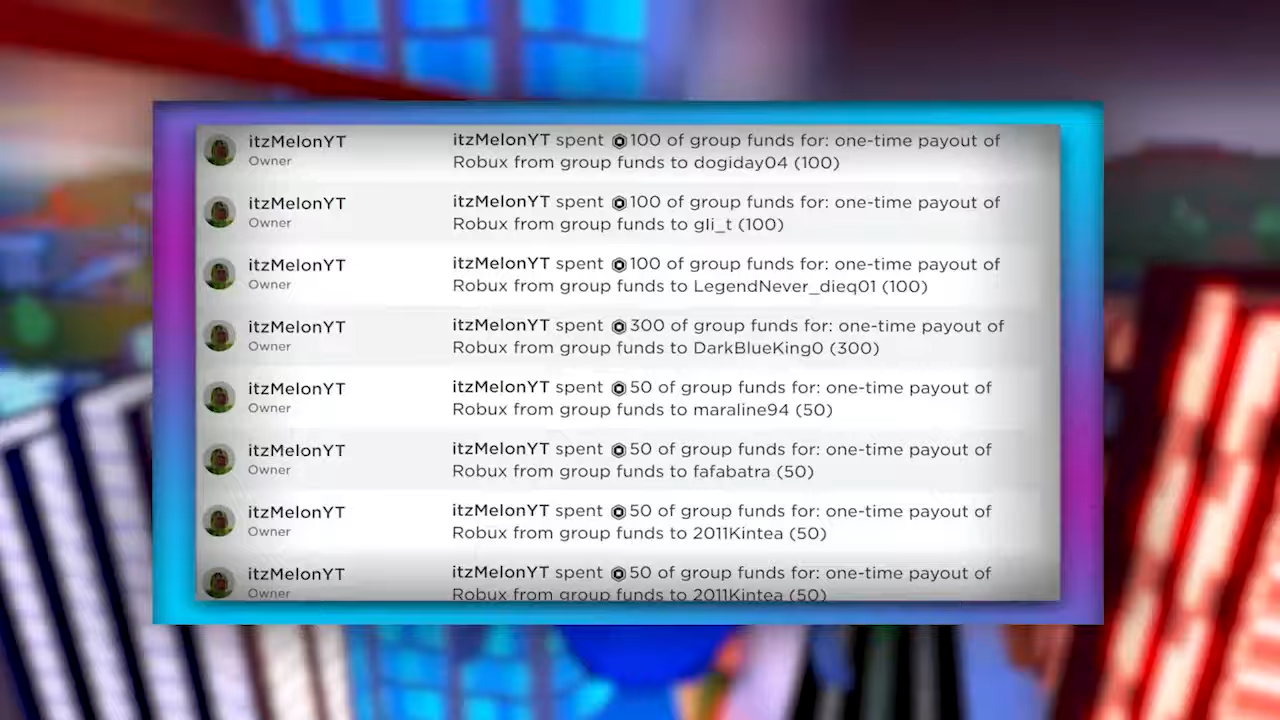 itzMelonYT
Owner
itzMelonYT spent 100 of group funds for: one-time payout of
Robux from group funds to dogiday04 (100)
itzMelonYT
Owner
itzMelonYT spent 100 of group funds for: one-time payout of
Robux from group funds to gli_t (100)
itzMelonYT
Owner
itzMelonYT spent 100 of group funds for: one-time payout of
Robux from group funds to LegendNever_dieq01 (100)
itzMelonYT
Owner
itzMelonYT spent 300 of group funds for: one-time payout of
Robux from group funds to DarkBlueKing0 (300)
itzMelonYT
Owner
itzMelonYT spent 50 of group funds for: one-time payout of
Robux from group funds to maraline94 (50)
itzMelonYT
Owner
itzMelonYT spent 50 of group funds for: one-time payout of
Robux from group funds to fafabatra (50)
itzMelonYT
Owner
itzMelonYT spent 50 of group funds for: one-time payout of
Robux from group funds to 2011Kintea (50)
itzMelonYT
Owner
itzMelonYT spent 50 of group funds for: one-time payout of
Robux from group funds to 2011Kintea (50)